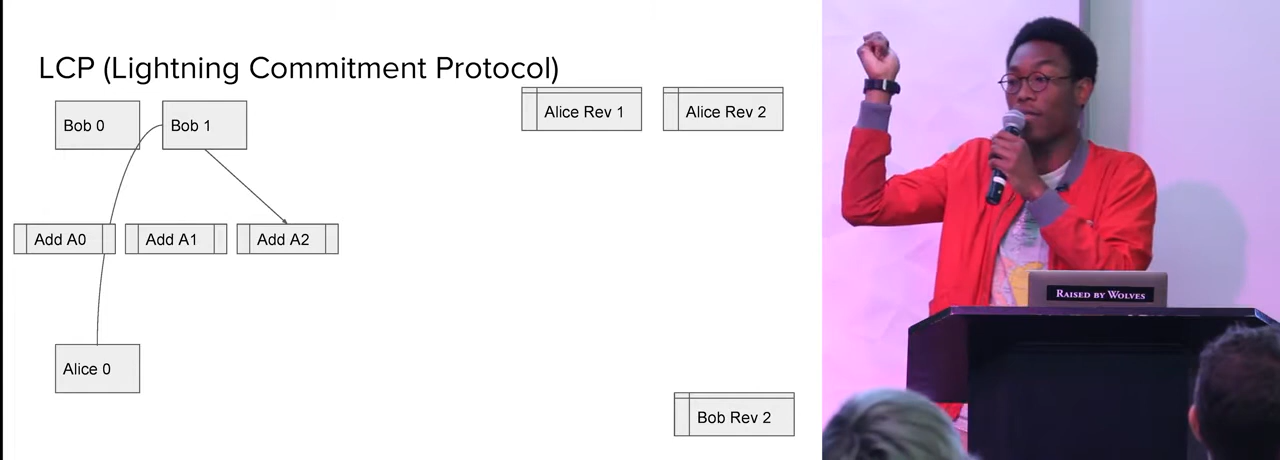 LCP (Lightning Commitment Protocol)
Bob 0
Bob 1
Alice Rev 1
Alice Rev 2
Add A0
Add A1
Add A2
Alice 0
Bob Rev 2
RAISED BY WOLVES